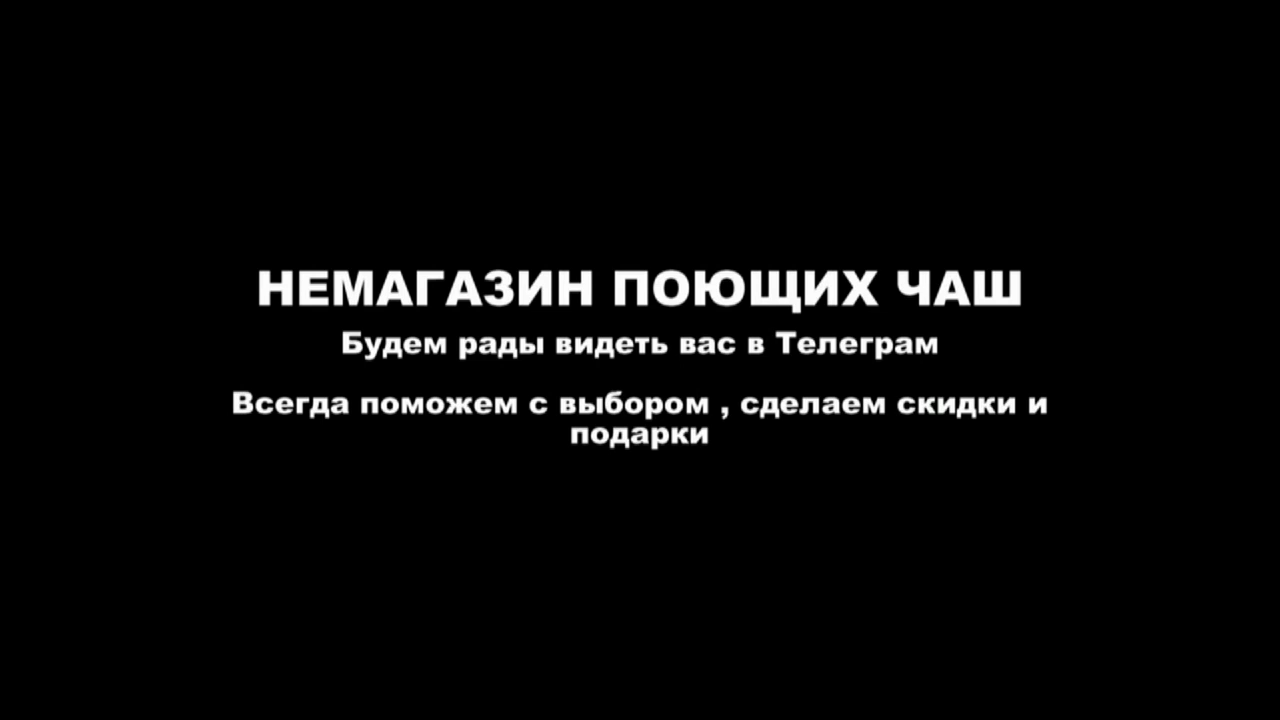 НЕМАГАЗИН ПОЮЩИХ ЧАШ
Будем рады видеть вас в Телеграм
Всегда поможем с выбором , сделаем скидки и
подарки